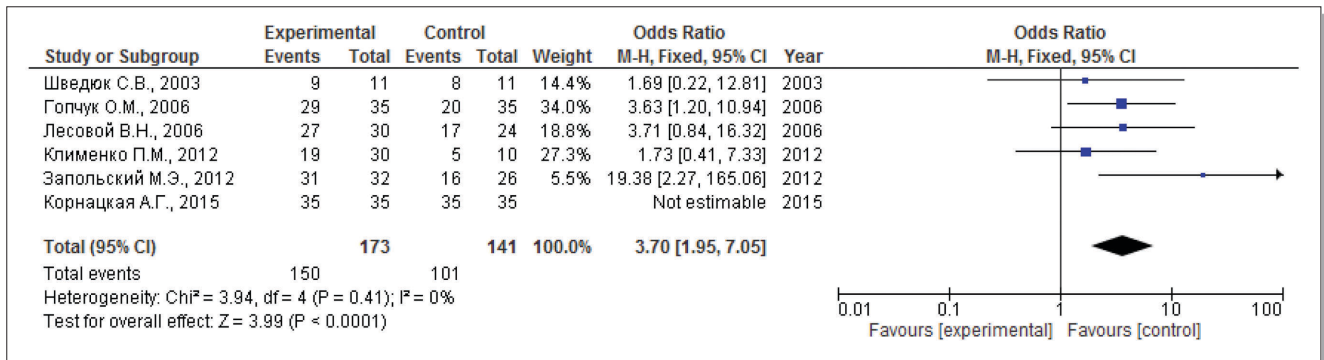 Experimental Control Odds Ratio Odds Ratio
Study or Subgroup Events Total Events Total Weight M-H, Fixed, 95% CI Year M-H, Fixed, 95% CI
Шведюк С.В., 2003 9 11 8 11 14.4% 1.69 [0.22, 12.81] 2003
Гопчук О.М., 2006 29 35 20 35 34.0% 3.63 [1.20, 10.94] 2006
Лесовой В.Н., 2006 27 30 17 24 18.8% 3.71 [0.84, 16.32] 2006
Клименко П.М., 2012 19 30 5 10 27.3% 1.73 [0.41, 7.33] 2012
Запольский М.Э., 2012 31 32 16 26 5.5% 19.38 [2.27, 165.06] 2012
Корнацкая А.Г., 2015 35 35 35 35 Not estimable 2015
Total (95% CI) 173 141 100.0% 3.70 [1.95, 7.05]
Total events 150 101
Heterogeneity: Chi² = 3.94, df = 4 (P = 0.41); I² = 0%
Test for overall effect: Z = 3.99 (P < 0.0001)
0.01 0.1 1 10 100
Favours [experimental] Favours [control]